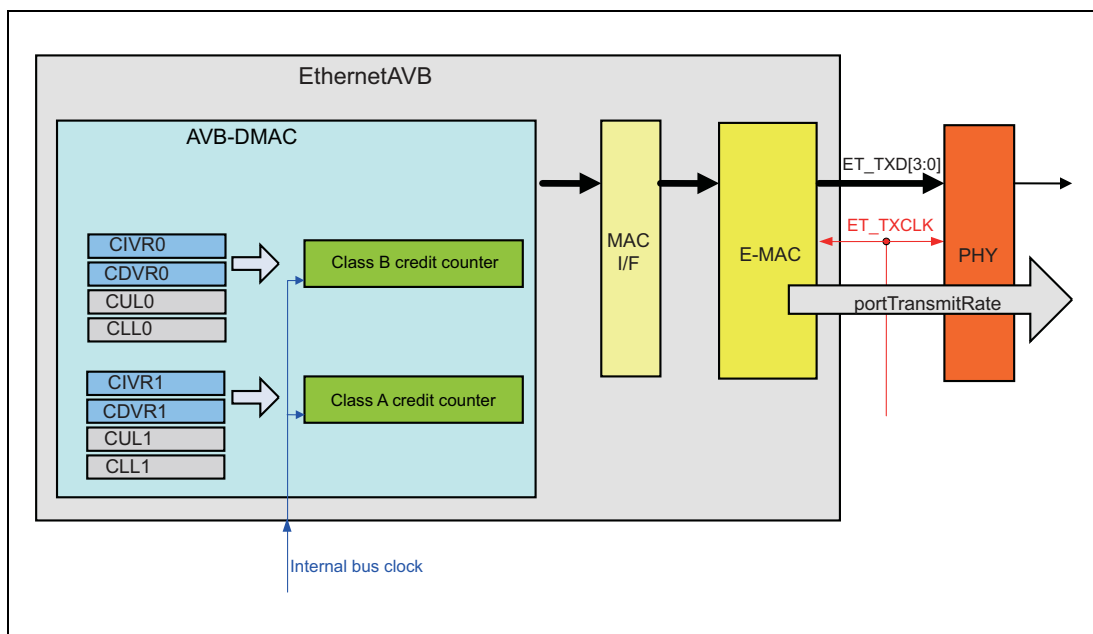 EthernetAVB
AVB-DMAC
CIVR0
CDVR0
CUL0
CLL0
Class B credit counter
CIVR1
CDVR1
CUL1
CLL1
Class A credit counter
MAC
I/F
E-MAC
ET_TXD[3:0]
ET_TXCLK
PHY
portTransmitRate
Internal bus clock